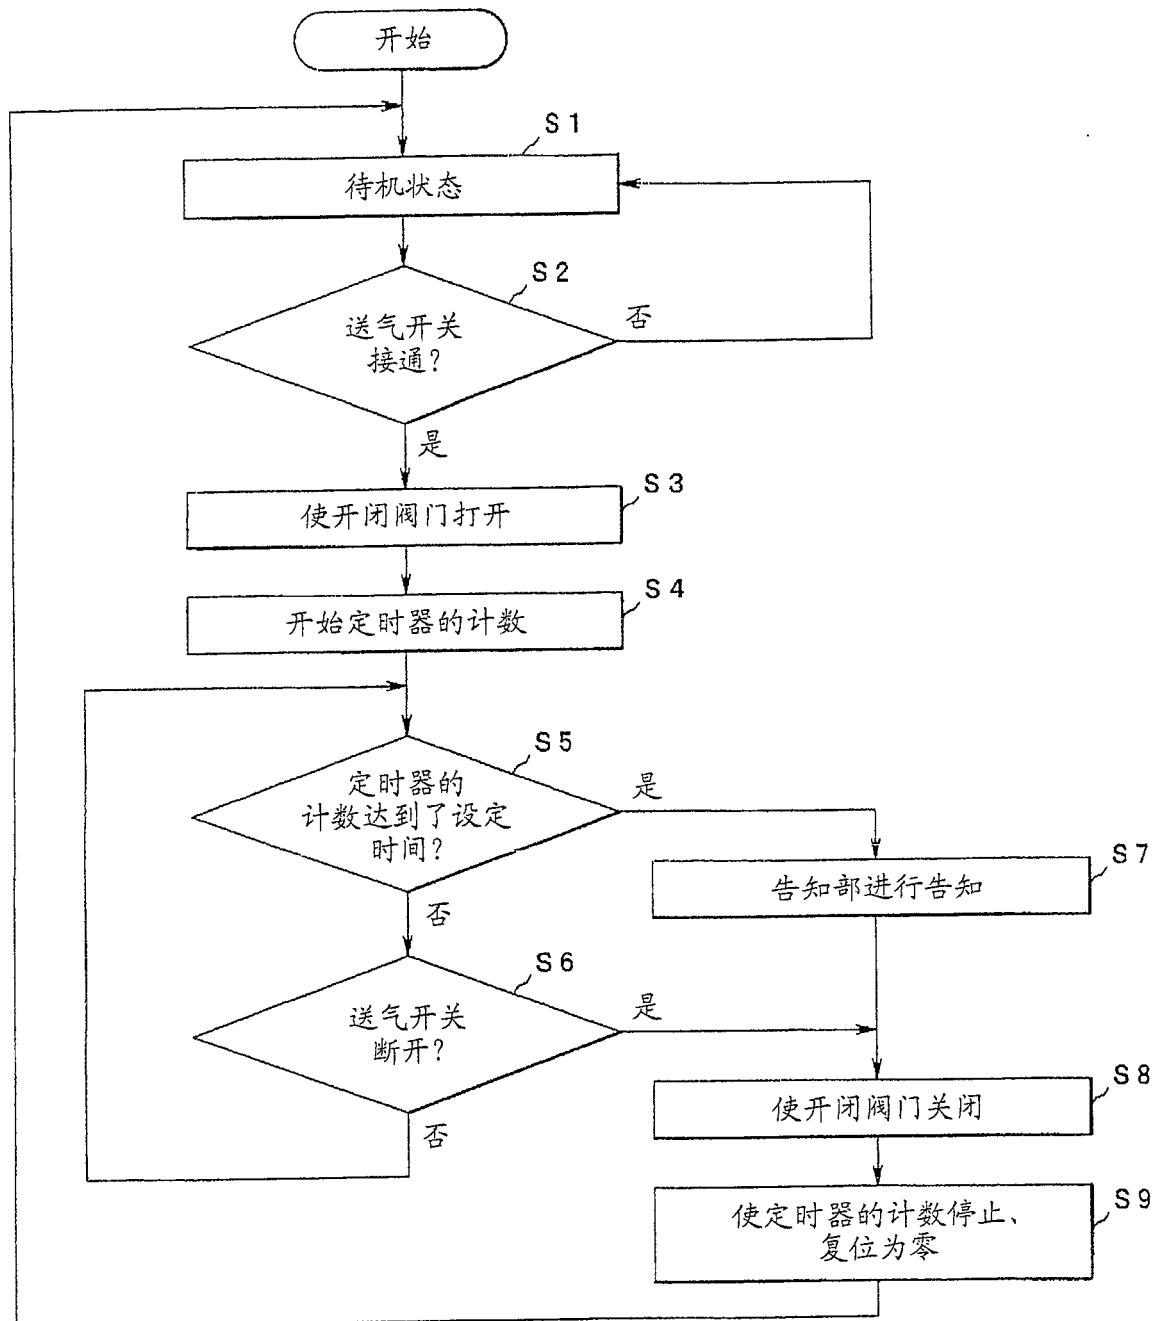 开始
S1
待机状态
S2
送气开关
接通?
否
是
S3
使开闭阀门打开
S4
开始定时器的计数
S5
定时器的
计数达到了设定
时间?
是
否
S7
告知部进行告知
S6
送气开关
断开?
是
否
S8
使开闭阀门关闭
S9
使定时器的计数停止、
复位为零